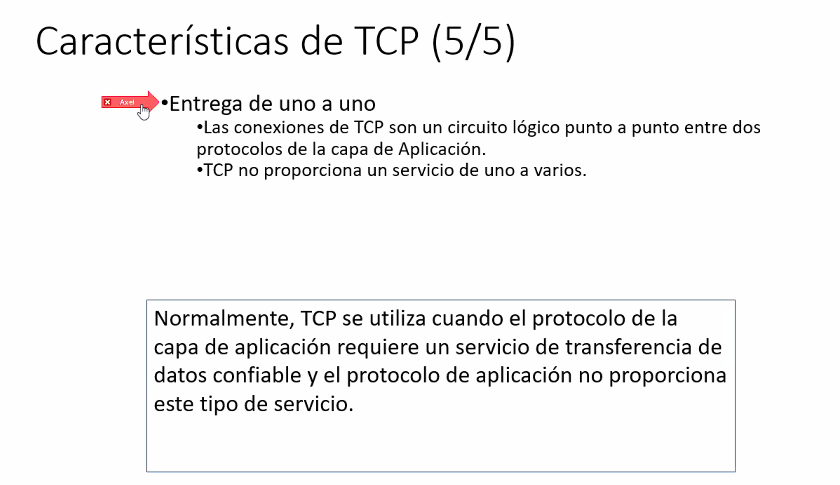 Características de TCP (5/5)
Axel
•Entrega de uno a uno
•Las conexiones de TCP son un circuito lógico punto a punto entre dos
protocolos de la capa de Aplicación.
•TCP no proporciona un servicio de uno a varios.
Normalmente, TCP se utiliza cuando el protocolo de la
capa de aplicación requiere un servicio de transferencia de
datos confiable y el protocolo de aplicación no proporciona
este tipo de servicio.